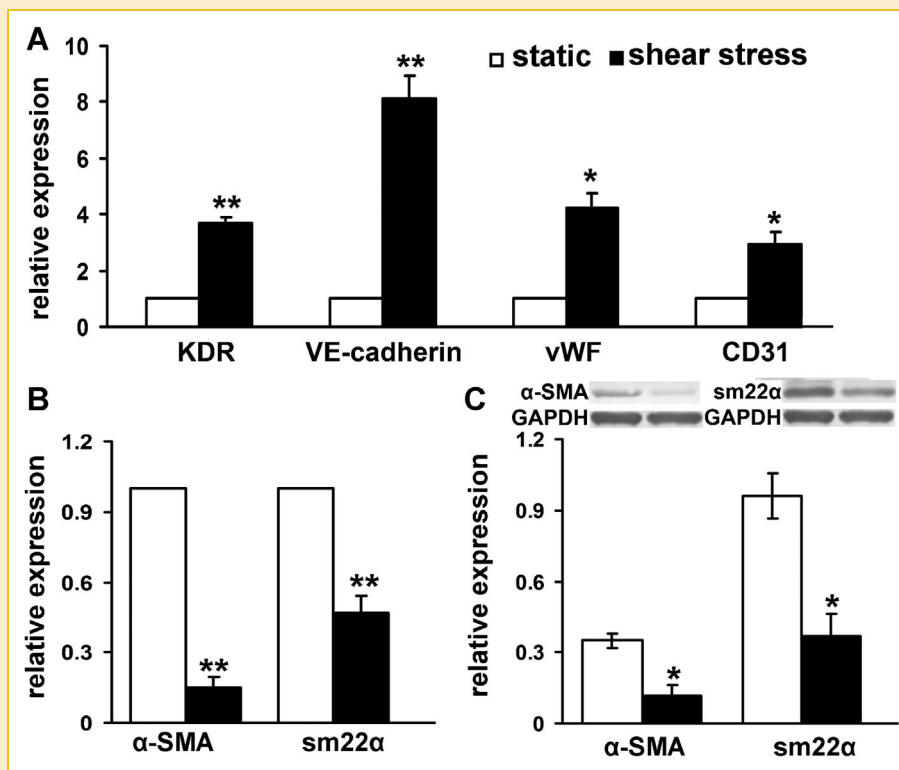 A
10
8
6
4
2
0
relative expression
static shear stress
**
**
*
*
KDR VE-cadherin vWF CD31
B
1.2
0.9
0.6
0.3
0
relative expression
**
**
α-SMA sm22α
C
α-SMA sm22α
GAPDH GAPDH
1.2
0.9
0.6
0.3
0
relative expression
*
*
α-SMA sm22α